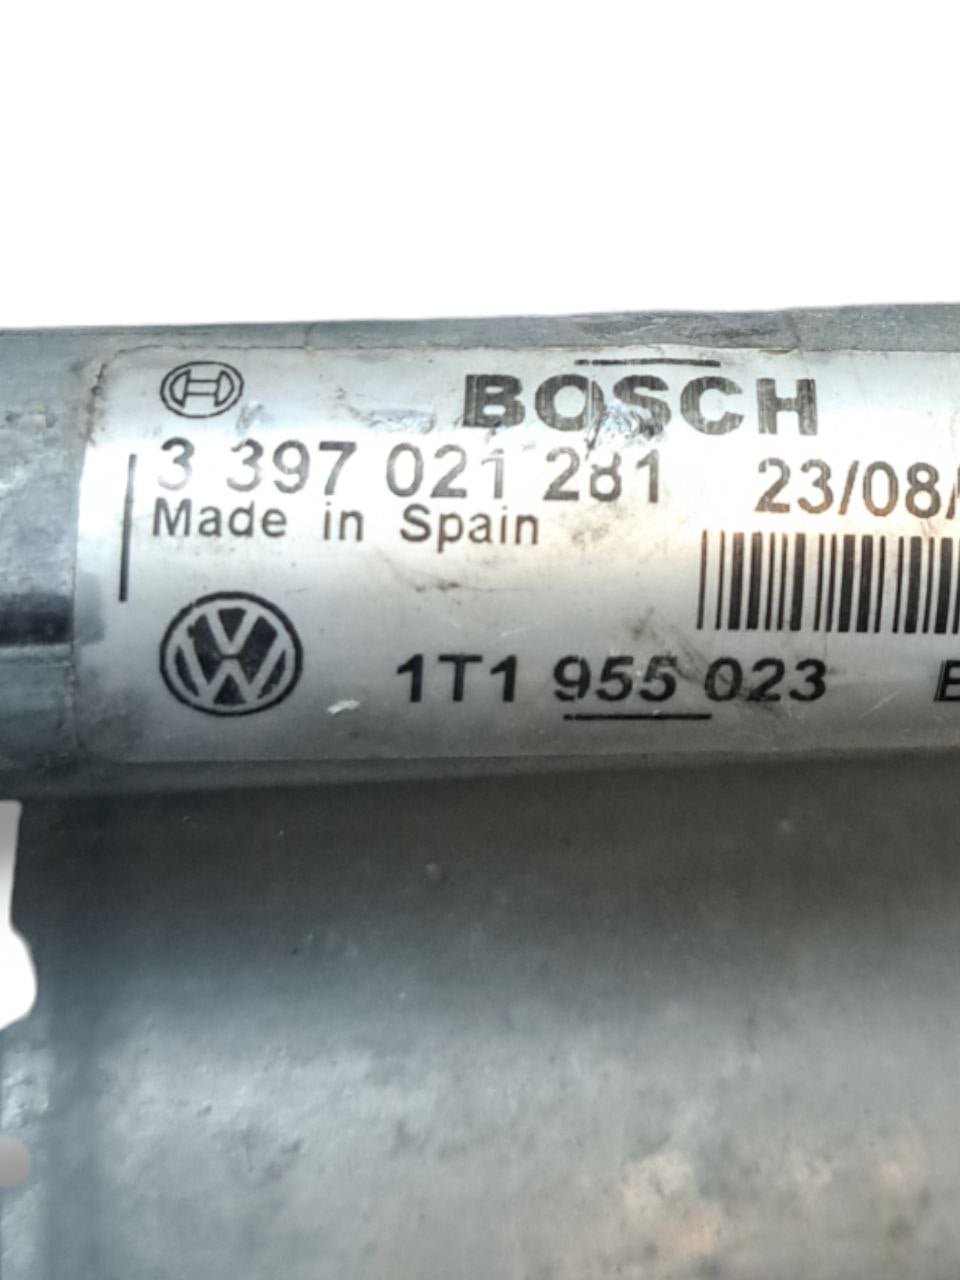 BOSCH
3 397 021 281 23/08/
Made in Spain
1T1 955 023